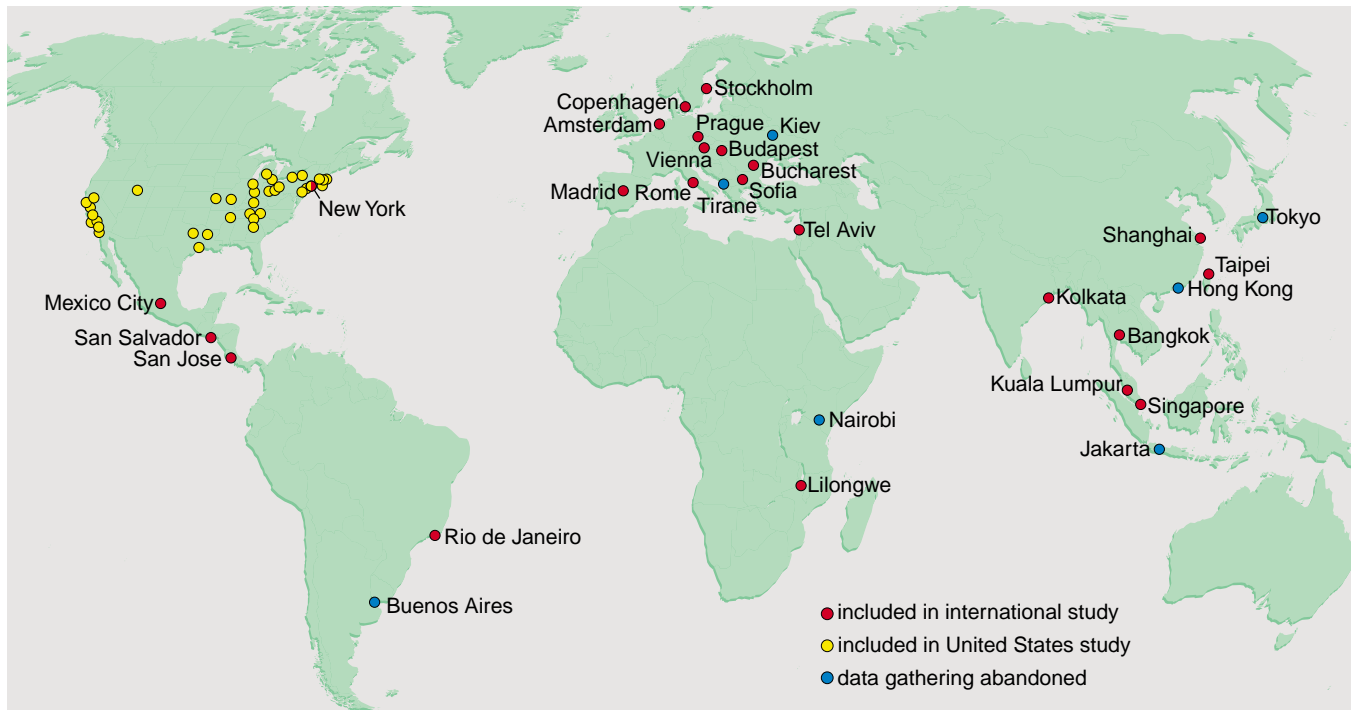 Stockholm
Copenhagen
Amsterdam
Prague
Kiev
Vienna
Budapest
Bucharest
Madrid
Rome
Sofia
Tirane
New York
Tel Aviv
Tokyo
Shanghai
Taipei
Hong Kong
Mexico City
Kolkata
San Salvador
Bangkok
San Jose
Kuala Lumpur
Singapore
Nairobi
Jakarta
Lilongwe
Rio de Janeiro
Buenos Aires
included in international study
included in United States study
data gathering abandoned